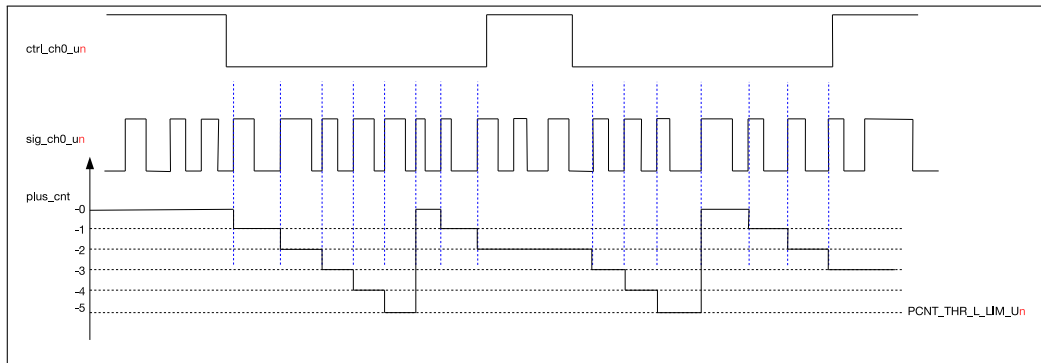 ctrl_ch0_un
sig_ch0_un
plus_cnt
-0
-1
-2
-3
-4
-5
PCNT_THR_L_LIM_Un